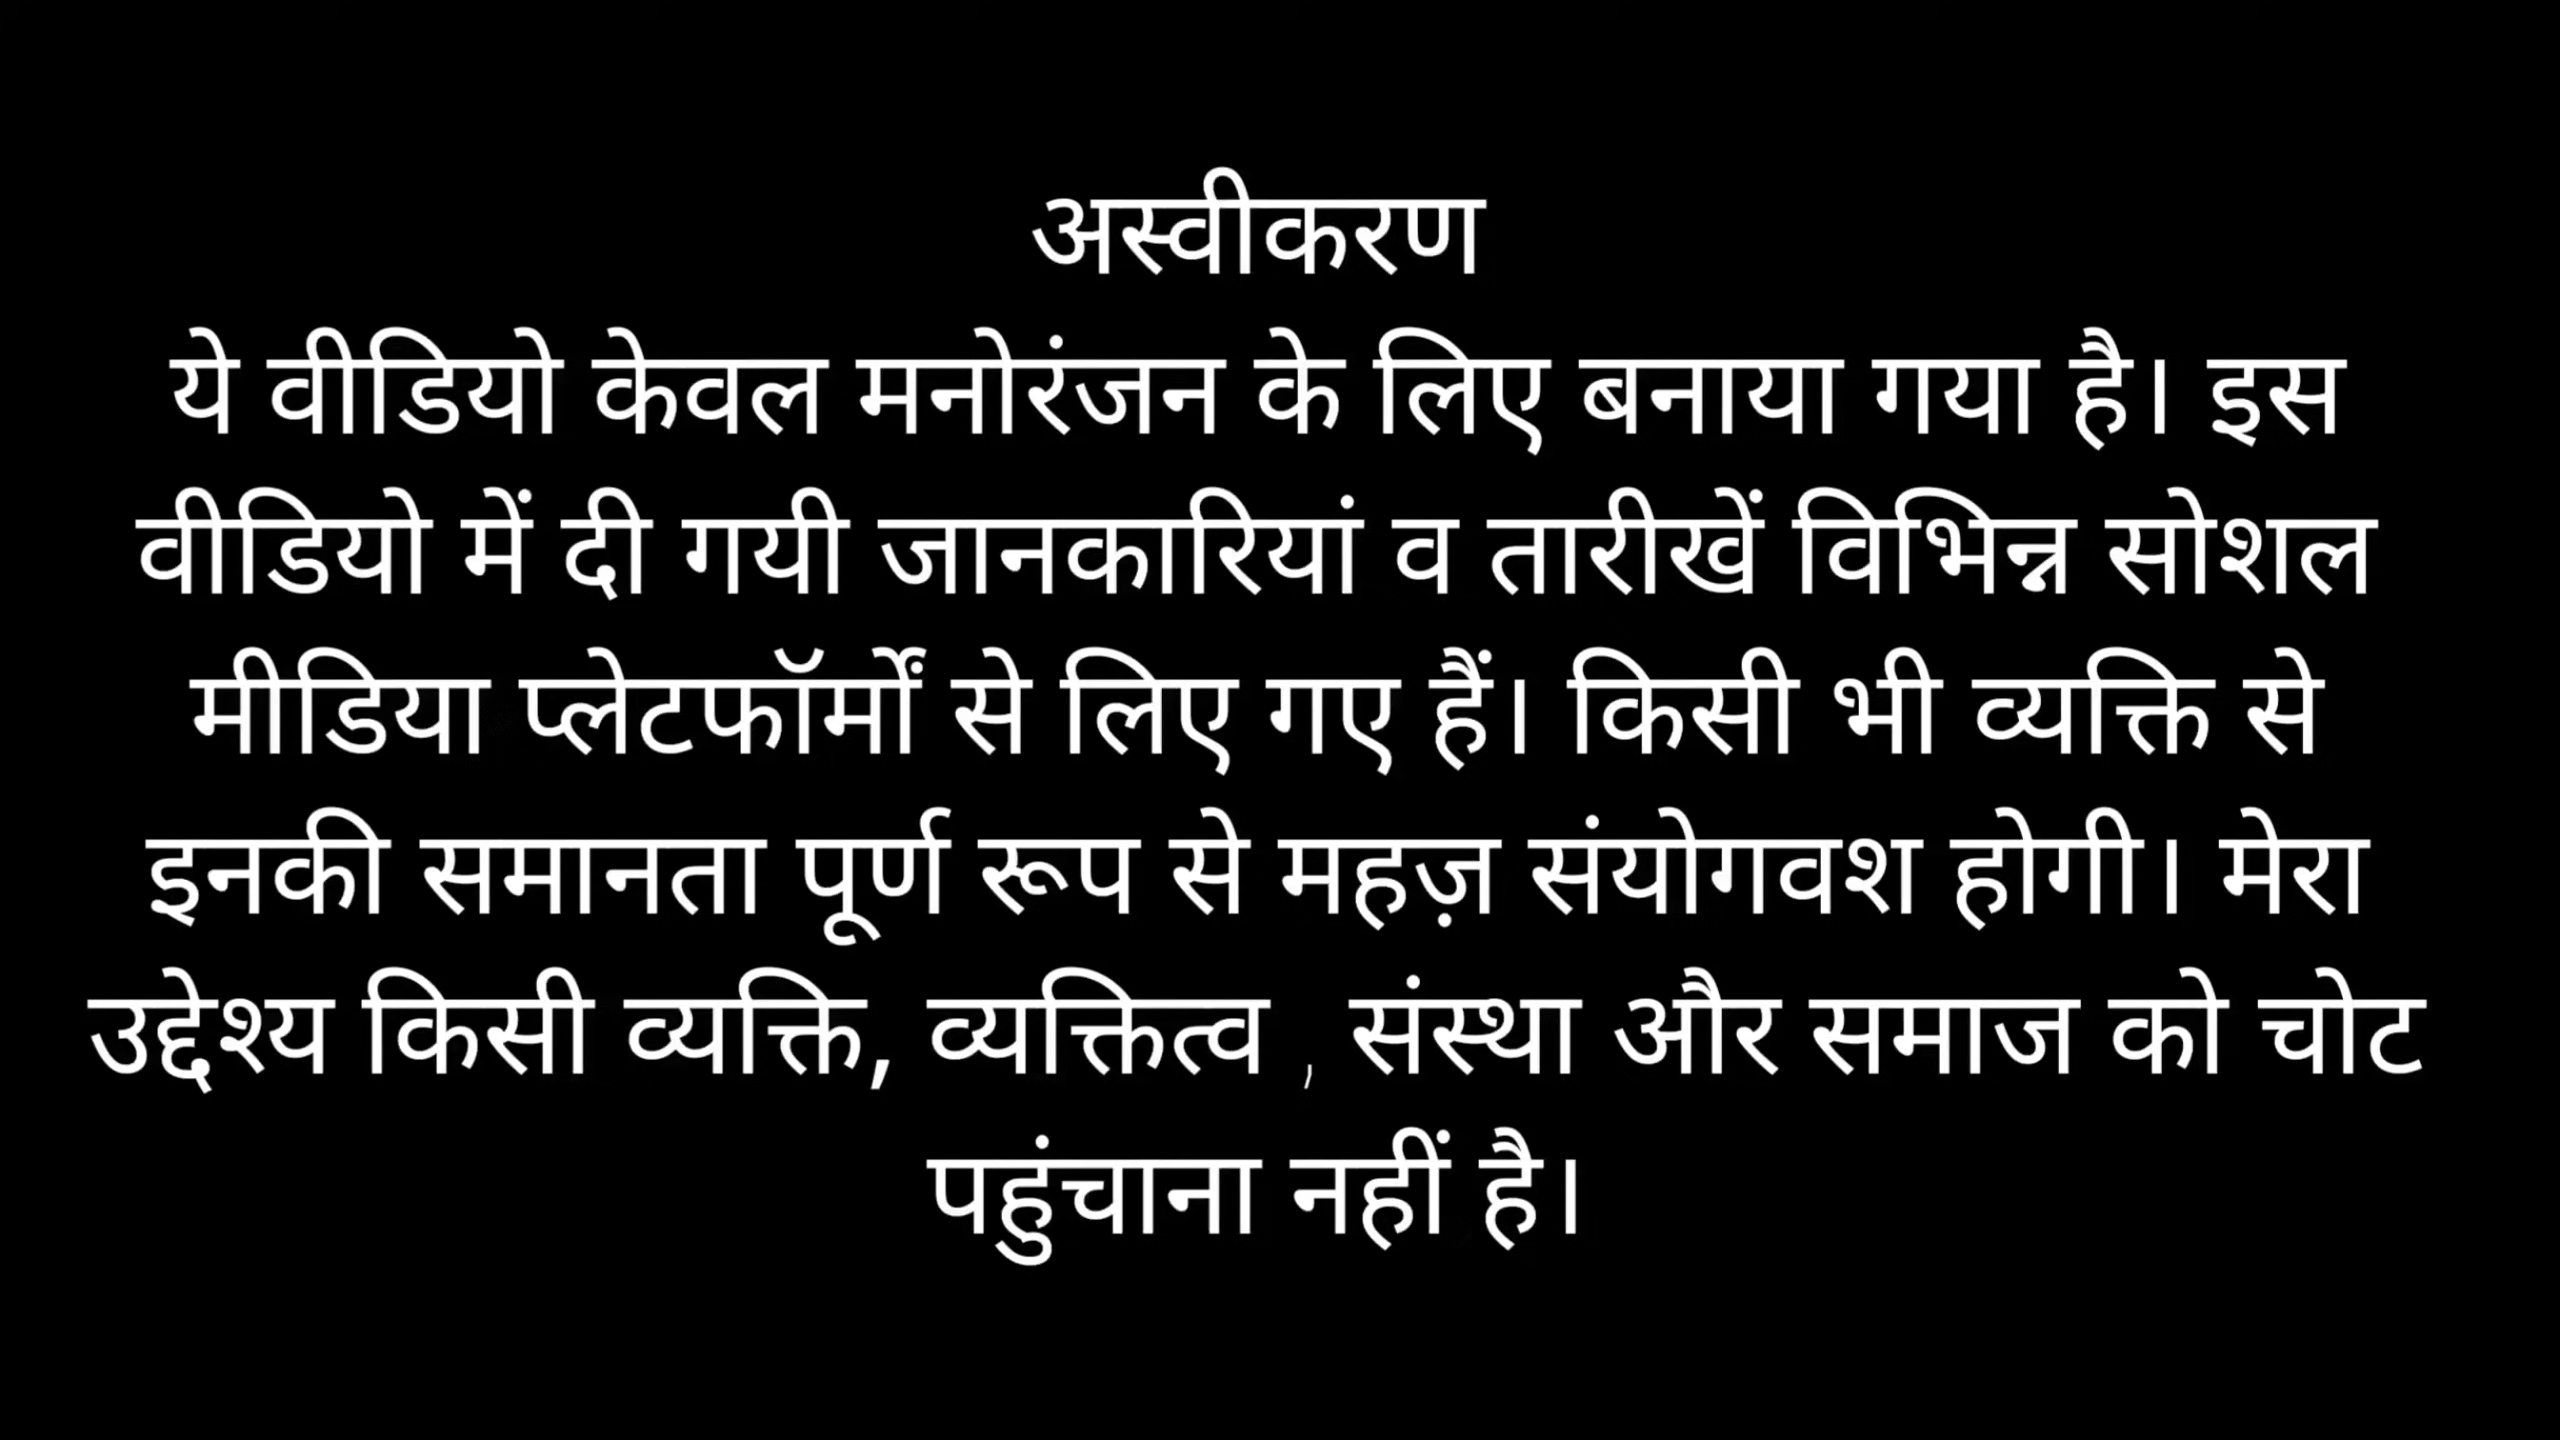 अस्वीकरण
ये वीडियो केवल मनोरंजन के लिए बनाया गया है। इस
वीडियो में दी गयी जानकारियां व तारीखें विभिन्न सोशल
मीडिया प्लेटफॉर्मों से लिए गए हैं। किसी भी व्यक्ति से
इनकी समानता पूर्ण रूप से महज़ संयोगवश होगी। मेरा
उद्देश्य किसी व्यक्ति, व्यक्तित्व , संस्था और समाज को चोट
पहुंचाना नहीं है।